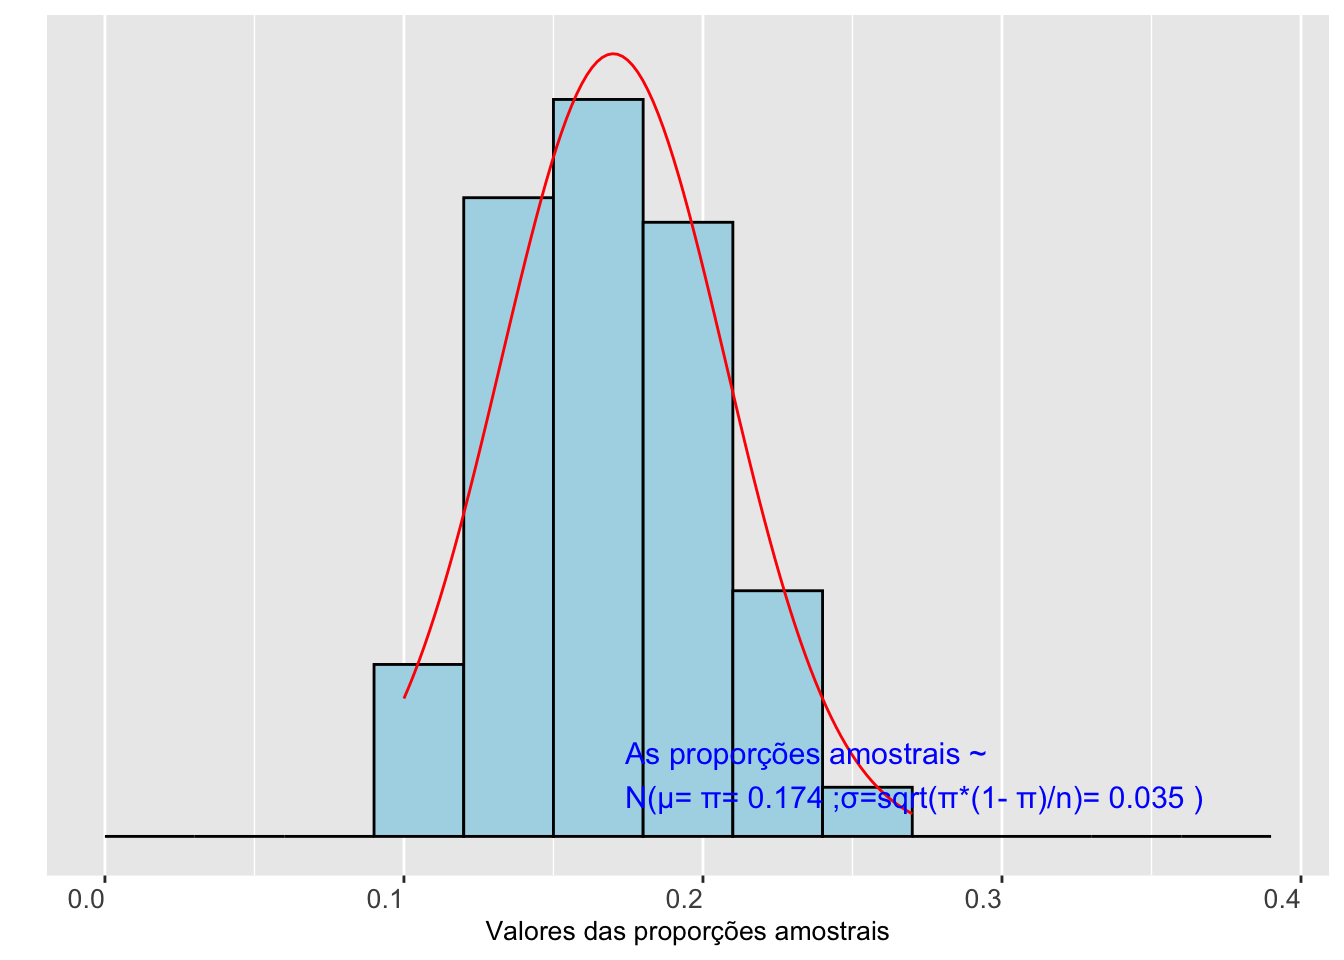 As proporções amostrais ~
N(μ= π= 0.174 ;σ=sqrt(π*(1- π)/n)= 0.035 )
0.0 0.1 0.2 0.3 0.4
Valores das proporções amostrais